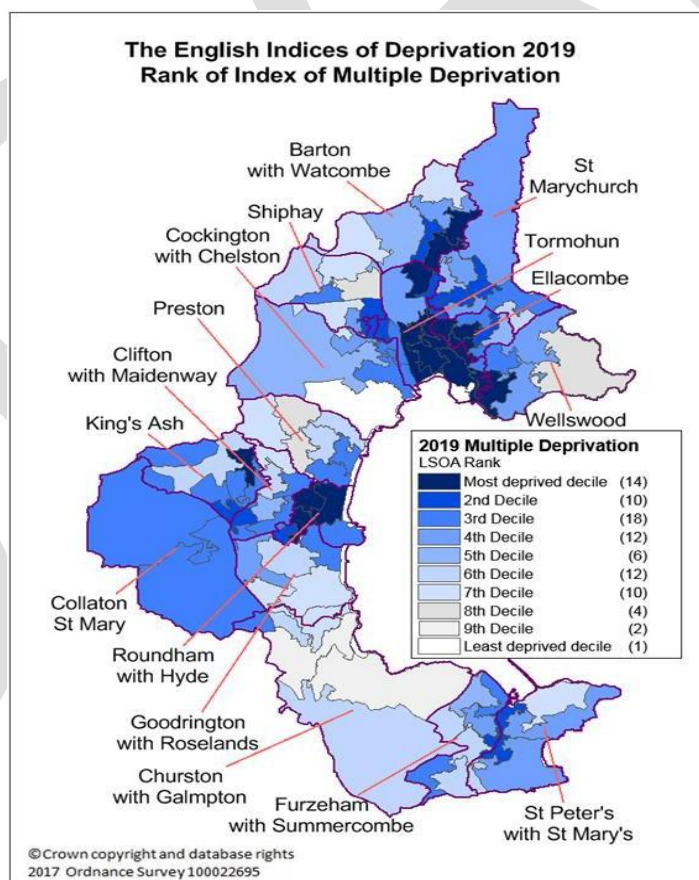 The English Indices of Deprivation 2019
Rank of Index of Multiple Deprivation
Barton
with Watcombe
St
Marychurch
Shiphay
Cockington
with Chelston
Tormohun
Ellacombe
Preston
Clifton
with Maidenway
King's Ash
Wellswood
2019 Multiple Deprivation
LSOA Rank
Most deprived decile (14)
2nd Decile (10)
3rd Decile (18)
4th Decile (12)
5th Decile (6)
6th Decile (12)
7th Decile (10)
8th Decile (4)
9th Decile (2)
Least deprived decile (1)
Collaton
St Mary
Roundham
with Hyde
Goodrington
with Roselands
Churston
with Galmpton
Furzeham
with Summercombe
St Peter's
with St Mary's
©Crown copyright and database rights
2017 Ordnance Survey 100022695